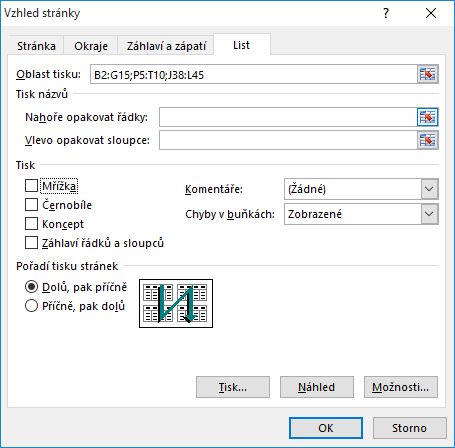 Vzhled stránky
Stránka Okraje Záhlaví a zápatí List
Oblast tisku: B2:G15;P5:T10;J38:L45
Tisk názvů
Nahoře opakovat řádky:
Vlevo opakovat sloupce:
Tisk
Mřížka
Černobíle
Koncept
Záhlaví řádků a sloupců
Komentáře: (Žádné)
Chyby v buňkách: Zobrazené
Pořadí tisku stránek
Dolů, pak příčně
Příčně, pak dolů
Tisk... Náhled Možnosti...
OK Storno